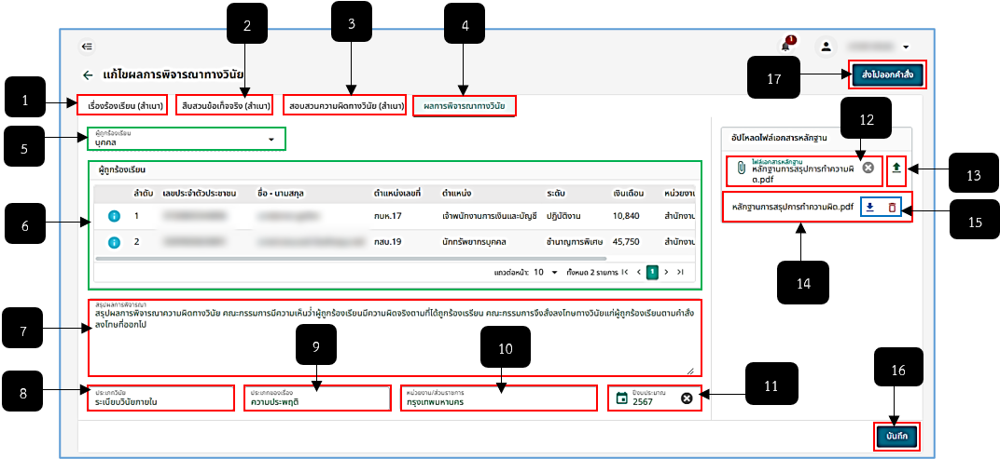 2
3
4
1
แก้ไขผลการพิจารณาทางวินัย
17
ส่งไปออกคำสั่ง
1
เรื่องร้องเรียน (สำเนา)
สืบสวนข้อเท็จจริง (สำเนา)
สอบสวนความผิดทางวินัย (สำเนา)
ผลการพิจารณาทางวินัย
12
5
ผู้ถูกร้องเรียน
บุคคล
อัปโหลดไฟล์เอกสารหลักฐาน
ไฟล์เอกสารหลักฐาน
หลักฐานการสรุปการทำความผิ
ด.pdf
13
ผู้ถูกร้องเรียน
ลำดับ เลขประจำตัวประชาชน ชื่อ - นามสกุล ตำแหน่งเลขที่ ตำแหน่ง ระดับ เงินเดือน หน่วยงาน
6
1 กบห.17 เจ้าพนักงานการเงินและบัญชี ปฏิบัติงาน 10,840 สำนักงาน
2 กสบ.19 นักทรัพยากรบุคคล ชำนาญการพิเศษ 45,750 สำนักงาน
แถวต่อหน้า: 10 ทั้งหมด 2 รายการ 1
หลักฐานการสรุปการทำความผิด.pdf
15
14
7
สรุปผลการพิจารณา
สรุปผลการพิจารณาความผิดทางวินัย คณะกรรมการมีความเห็นว่าผู้ถูกร้องเรียนมีความผิดจริงตามที่ได้ถูกร้องเรรียน คณะกรรมการจึงสั่งลงโทษทางวินัยแก่ผู้ถูกร้องเรียนตามคำสั่ง
ลงโทษที่ออกไป
9
10
8
ประเภทวินัย
ระเบียบวินัยภายใน
ประเภทของเรื่อง
ความประพฤติ
หน่วยงาน/ส่วนราชการ
กรุงเทพมหานคร
ปีงบประมาณ
2567
11
16
บันทึก